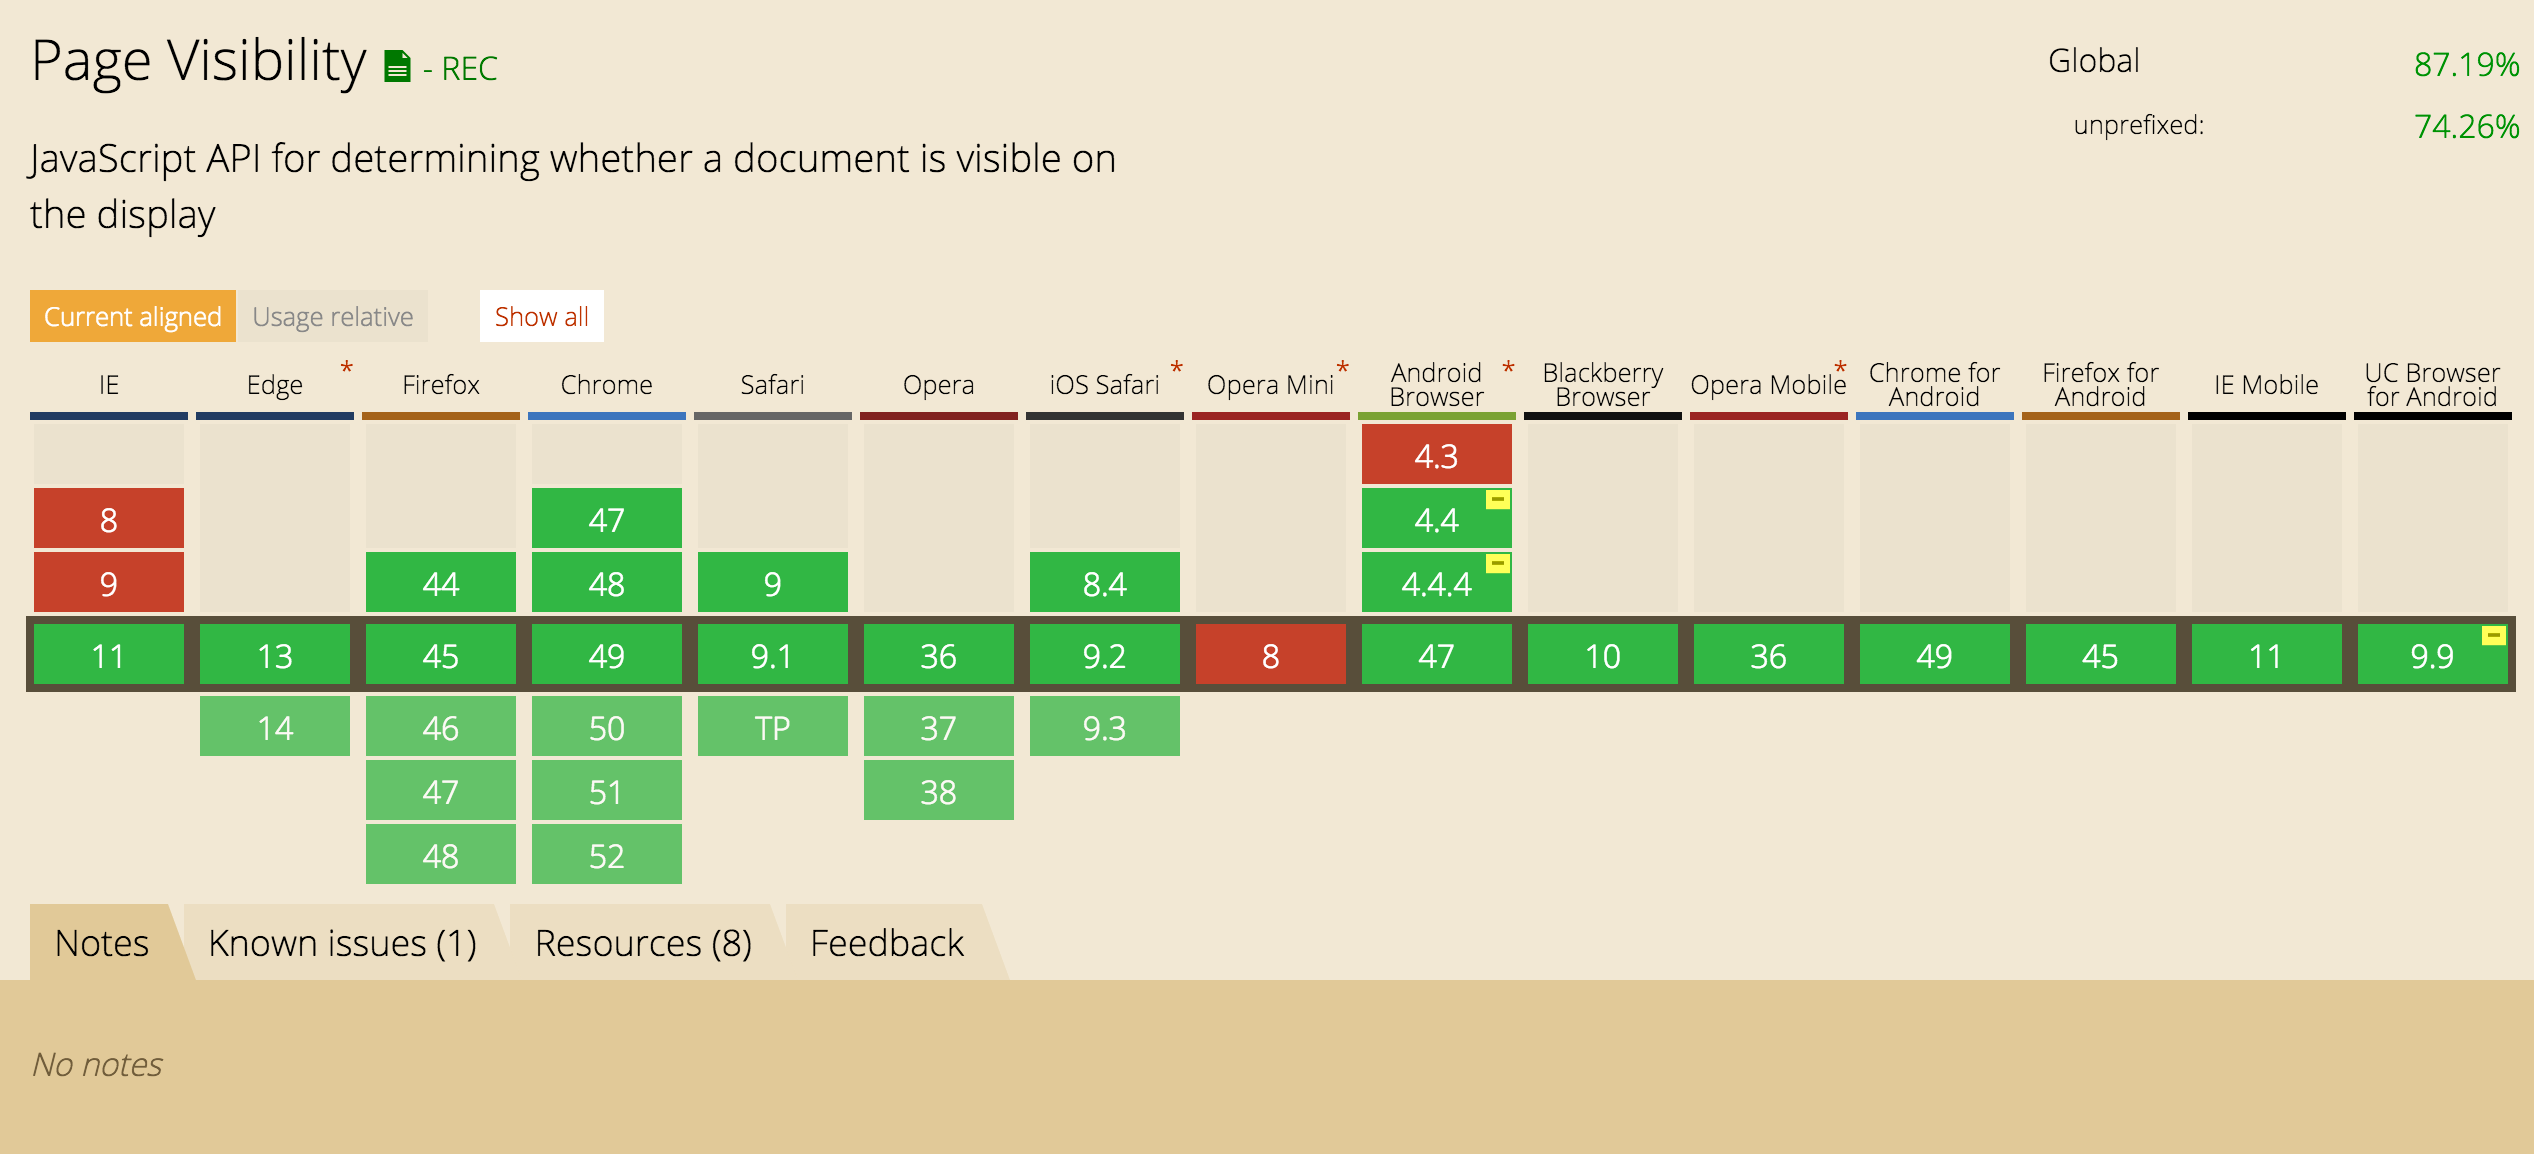 Page Visibility - REC
Global 87.19%
unprefixed: 74.26%
JavaScript API for determining whether a document is visible on
the display
Current aligned Usage relative Show all
IE Edge * Firefox Chrome Safari Opera iOS Safari * Opera Mini * Android Browser * Blackberry Browser Opera Mobile * Chrome for Android Firefox for Android IE Mobile UC Browser for Android
4.3
8 47 4.4
9 44 48 9 8.4 4.4.4
11 13 45 49 9.1 36 9.2 8 47 10 36 49 45 11 9.9
14 46 50 TP 37 9.3
47 51 38
48 52
Notes Known issues (1) Resources (8) Feedback
No notes